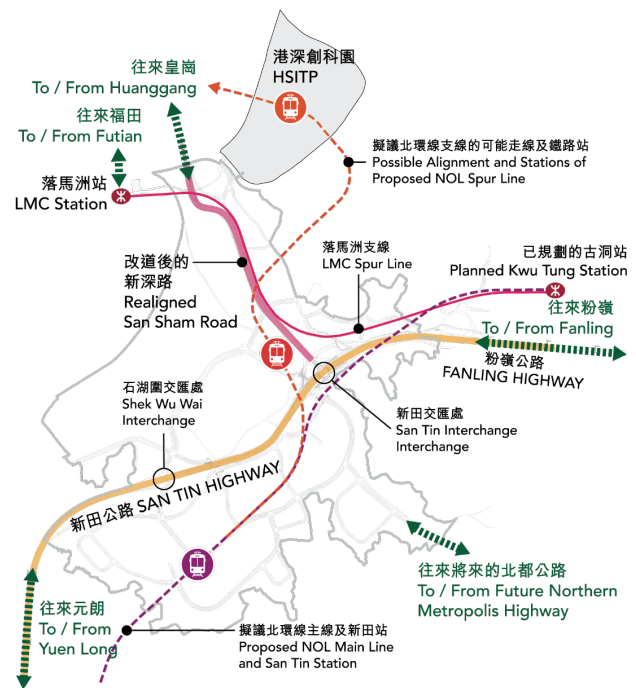 港深創科園
HSITP
往來皇崗
To / From Huanggang
往來福田
To / From Futian
擬議北環線支線的可能走線及鐵路站
Possible Alignment and Stations of
Proposed NOL Spur Line
落馬洲站
LMC Station
改道後的
新深路
Realigned
San Sham Road
落馬洲支線
LMC Spur Line
已規劃的古洞站
Planned Kwu Tung Station
往來粉嶺
To / From Fanling
粉嶺公路
FANLING HIGHWAY
石湖圍交匯處
Shek Wu Wai
Interchange
新田交匯處
San Tin Interchange
Interchange
新田公路 SAN TIN HIGHWAY
往來將來的北都公路
To / From Future Northern
Metropolis Highway
往來元朗
To / From
Yuen Long
擬議北環線主線及新田站
Proposed NOL Main Line
and San Tin Station